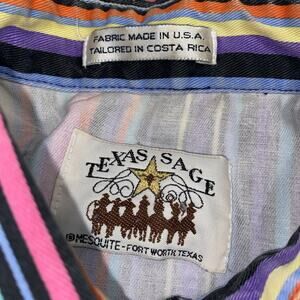 FABRIC MADE IN U.S.A.
TAILORED IN COSTA RICA
TEXAS SAGE
® MESQUITE - FORT WORTH, TEXAS